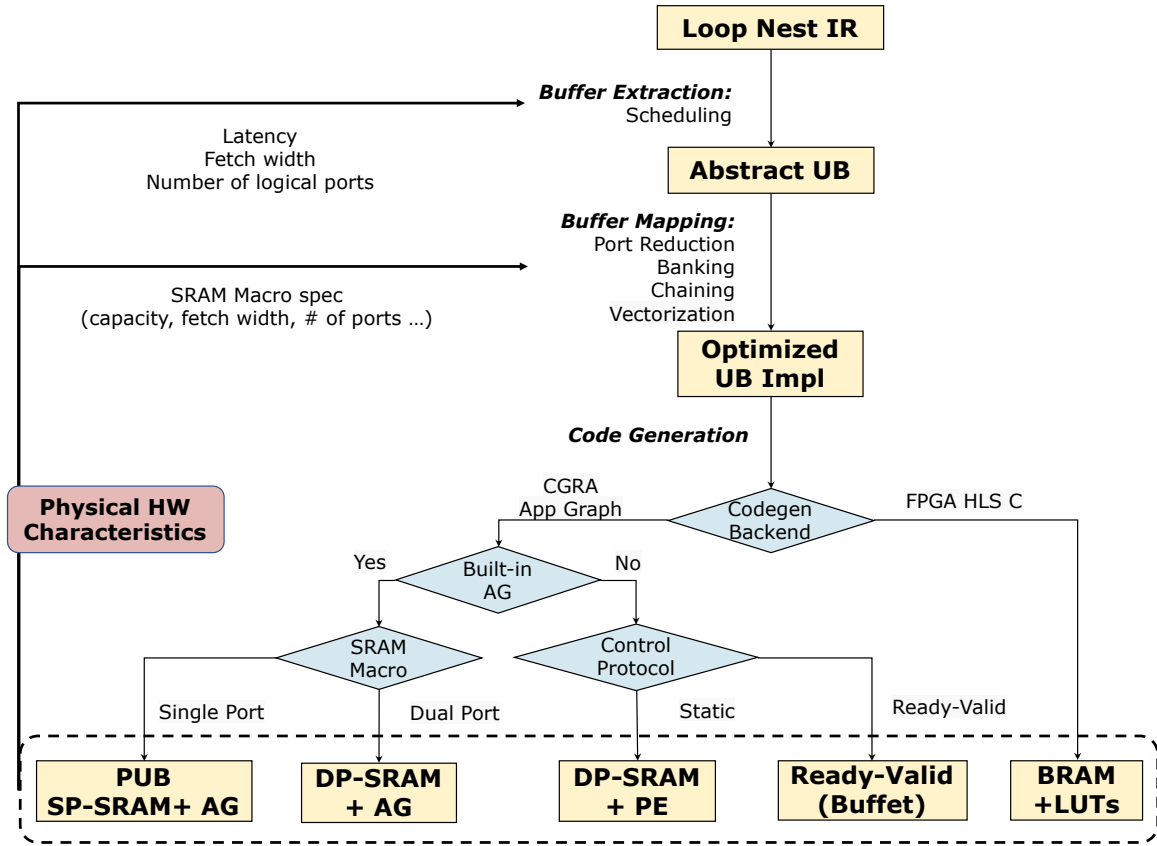 Loop Nest IR
Buffer Extraction:
Scheduling
Latency
Fetch width
Number of logical ports
Abstract UB
Buffer Mapping:
Port Reduction
Banking
Chaining
Vectorization
SRAM Macro spec
(capacity, fetch width, # of ports ...)
Optimized
UB Impl
Code Generation
Physical HW
Characteristics
CGRA
App Graph
Codegen
Backend
FPGA HLS C
Yes
Built-in
AG
No
SRAM
Macro
Control
Protocol
Single Port
Dual Port
Static
Ready-Valid
PUB
SP-SRAM+ AG
DP-SRAM
+ AG
DP-SRAM
+ PE
Ready-Valid
(Buffet)
BRAM
+LUTs